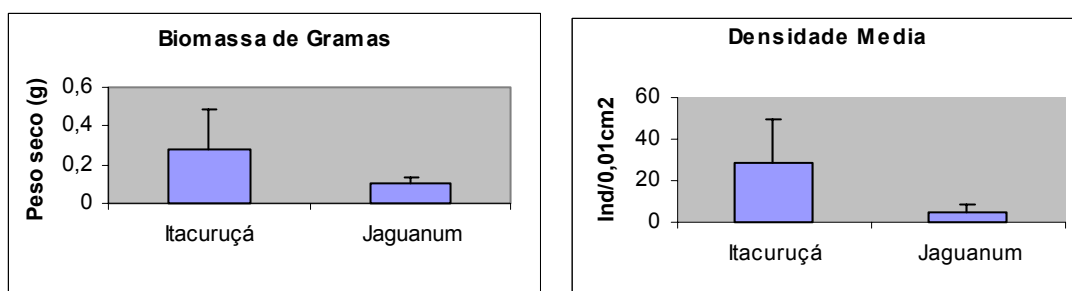 Biomassa de Gramas
Peso seco (g)
0,6
0,4
0,2
0
Itacuruçá Jaguanum
Densidade Media
Ind/0,01cm2
60
40
20
0
Itacuruçá Jaguanum